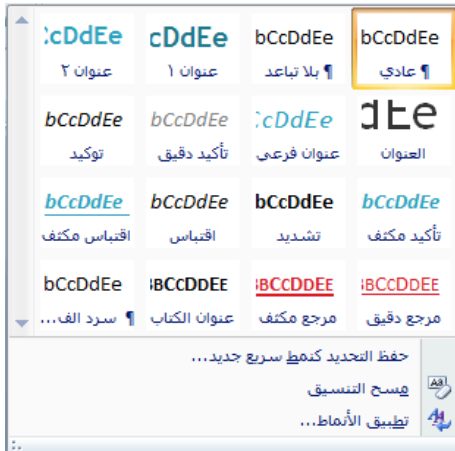 bCcDdEe bCcDdEe cDdEe cDdEe
¶ عادي ¶ بلا تباعد عنوان ١ عنوان ٢
dEe cDdEe bCcDdEe bCcDdEe
العنوان عنوان فرعي تأكيد دقيق توكيد
bCcDdEe bCcDdEe bCcDdEe bCcDdEe
تأكيد مكثف تشديد اقتباس اقتباس مكثف
BCCDDEE BCCDDEE BCCDDEE bCcDdEe
مرجع دقيق مرجع مكثف عنوان الكتاب ¶ سرد الف...
حفظ التحديد كنمط سريع جديد...
مسح التنسيق
تطبيق الأنماط...